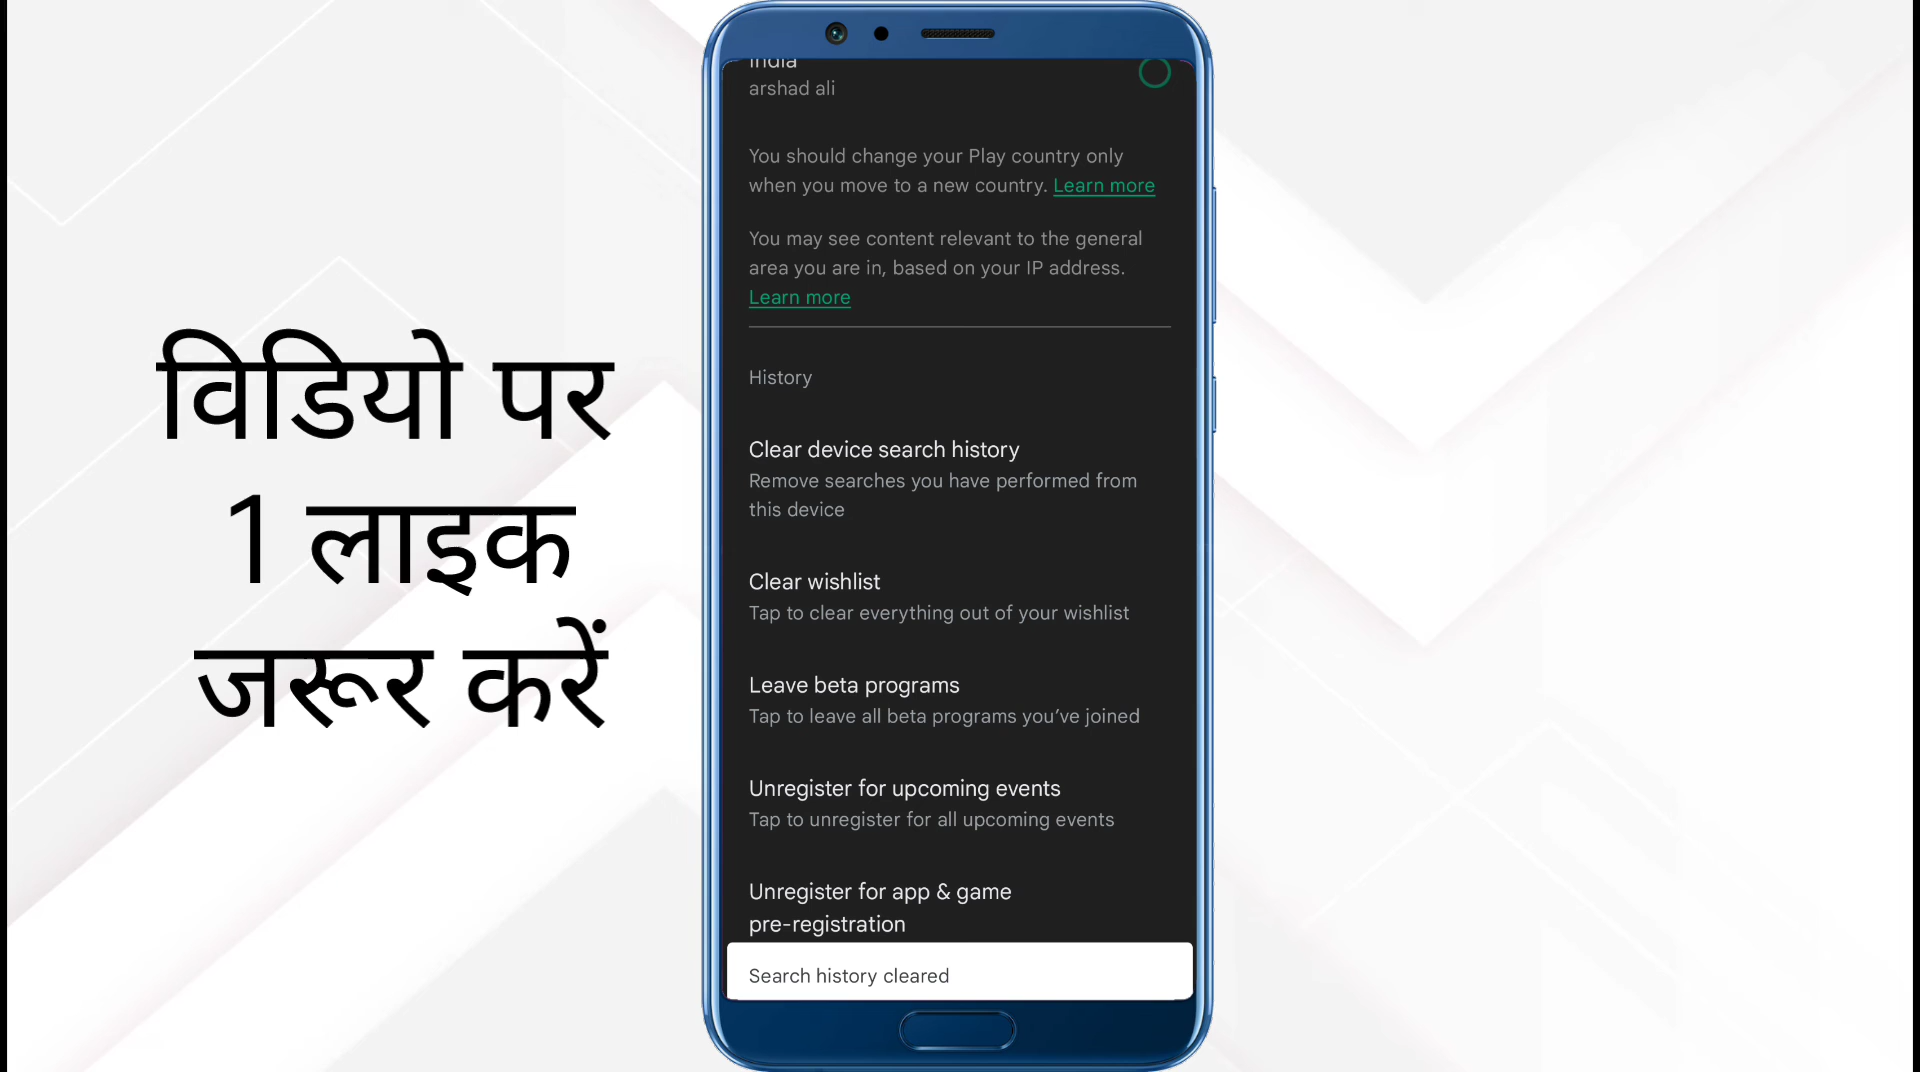 विडियो पर
1 लाइक
जरूर करें
India
arshad ali
You should change your Play country only
when you move to a new country. Learn more
You may see content relevant to the general
area you are in, based on your IP address.
Learn more
History
Clear device search history
Remove searches you have performed from
this device
Clear wishlist
Tap to clear everything out of your wishlist
Leave beta programs
Tap to leave all beta programs you’ve joined
Unregister for upcoming events
Tap to unregister for all upcoming events
Unregister for app & game
pre-registration
Search history cleared